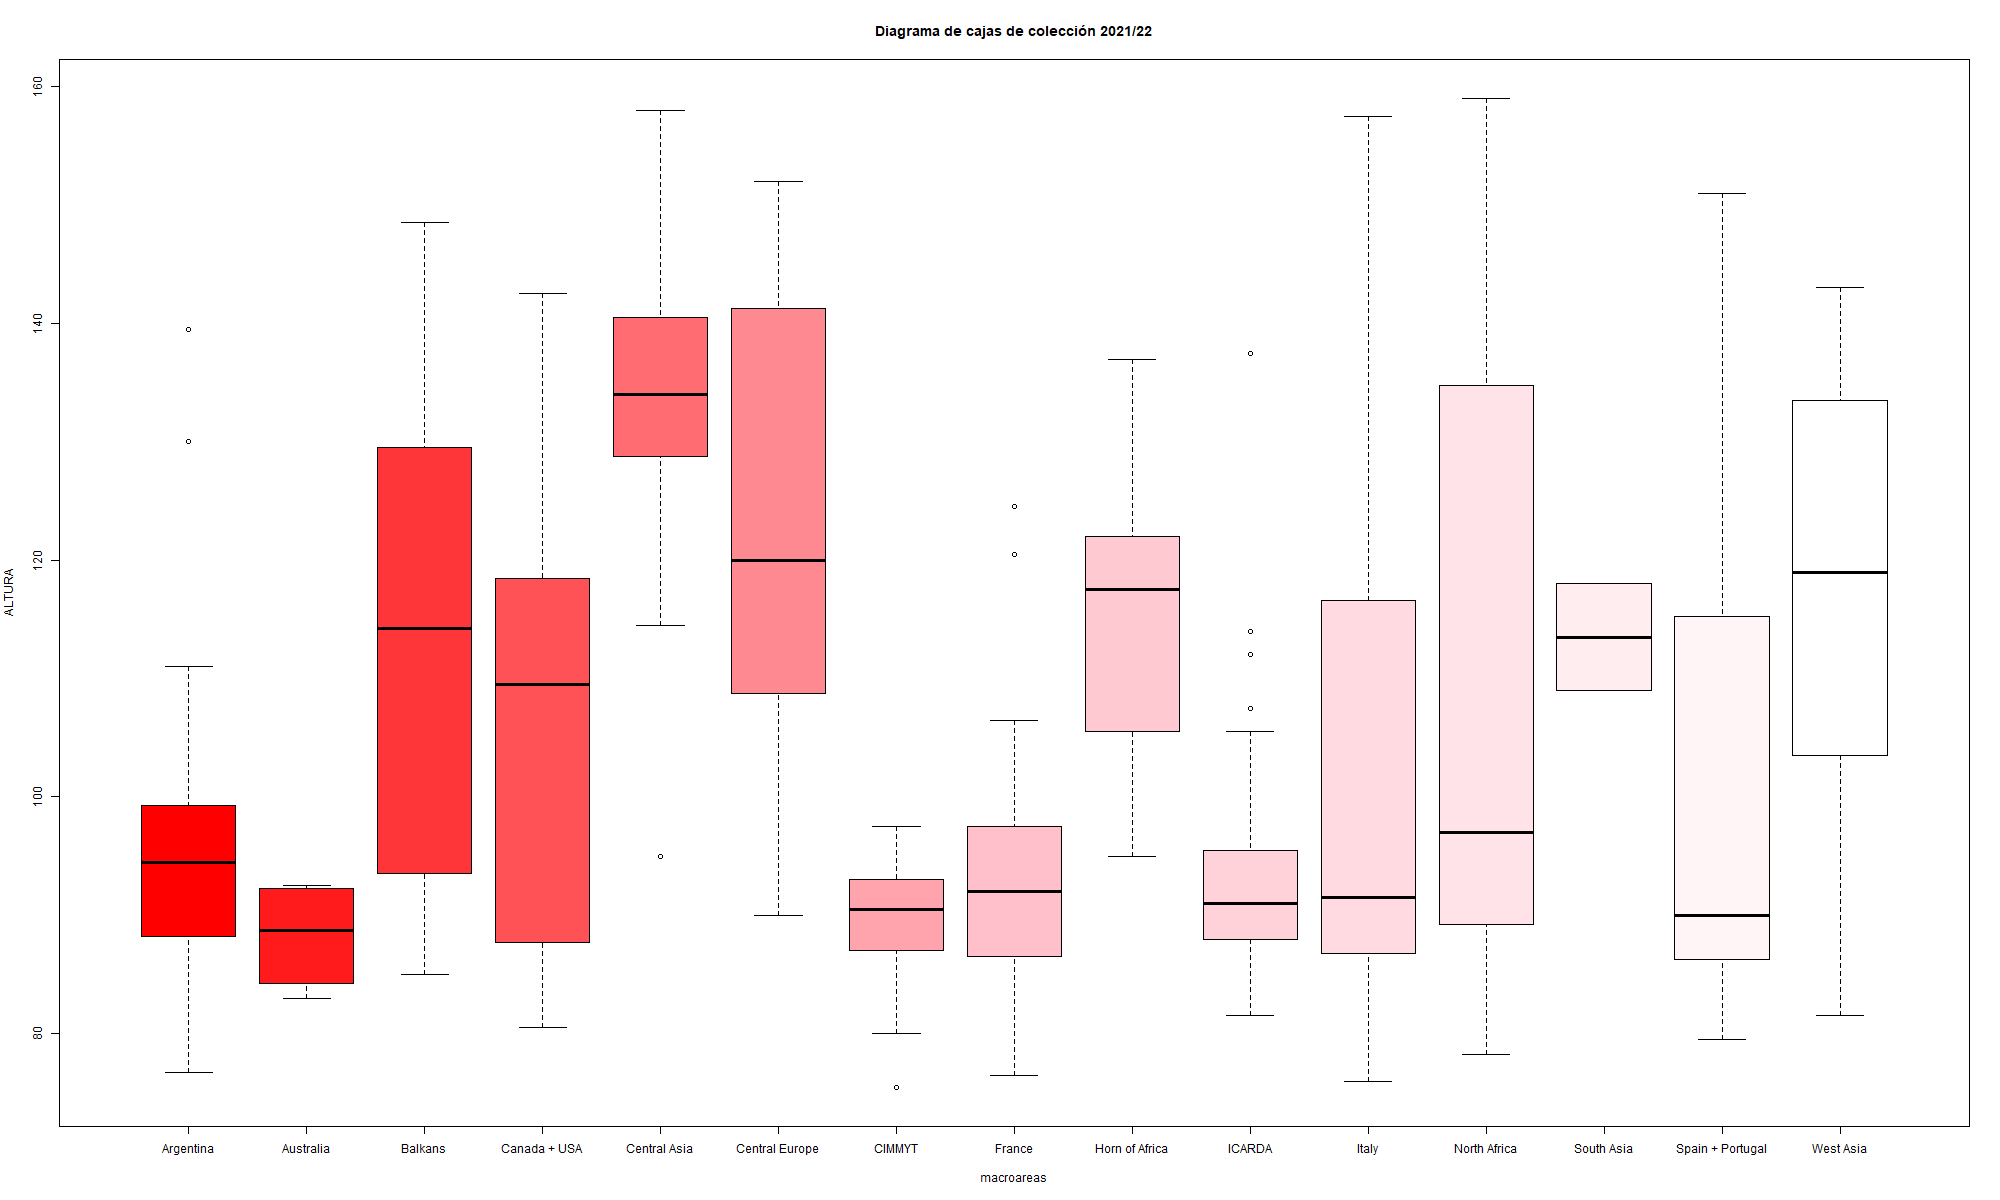 Diagrama de cajas de colección 2021/22
160
140
120
100
80
ALTURA
Argentina Australia Balkans Canada + USA Central Asia Central Europe CIMMYT France Horn of Africa ICARDA Italy North Africa South Asia Spain + Portugal West Asia
macroareas